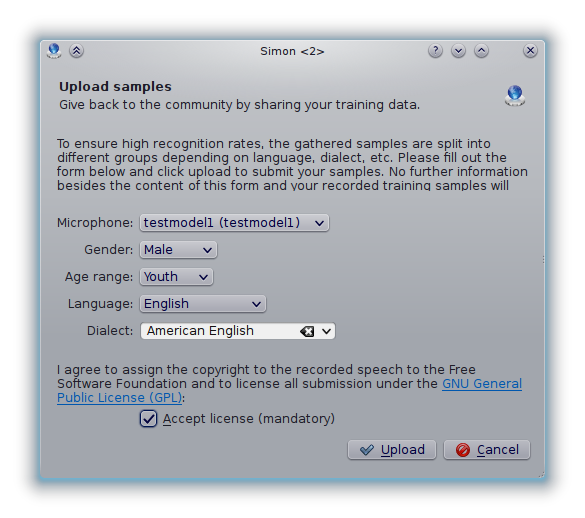 Simon <2>
Upload samples
Give back to the community by sharing your training data.
To ensure high recognition rates, the gathered samples are split into
different groups depending on language, dialect, etc. Please fill out the
form below and click upload to submit your samples. No further information
besides the content of this form and your recorded training samples will
Microphone: testmodel1 (testmodel1)
Gender: Male
Age range: Youth
Language: English
Dialect: American English
I agree to assign the copyright to the recorded speech to the Free
Software Foundation and to license all submission under the GNU General
Public License (GPL):
Accept license (mandatory)
Upload Cancel